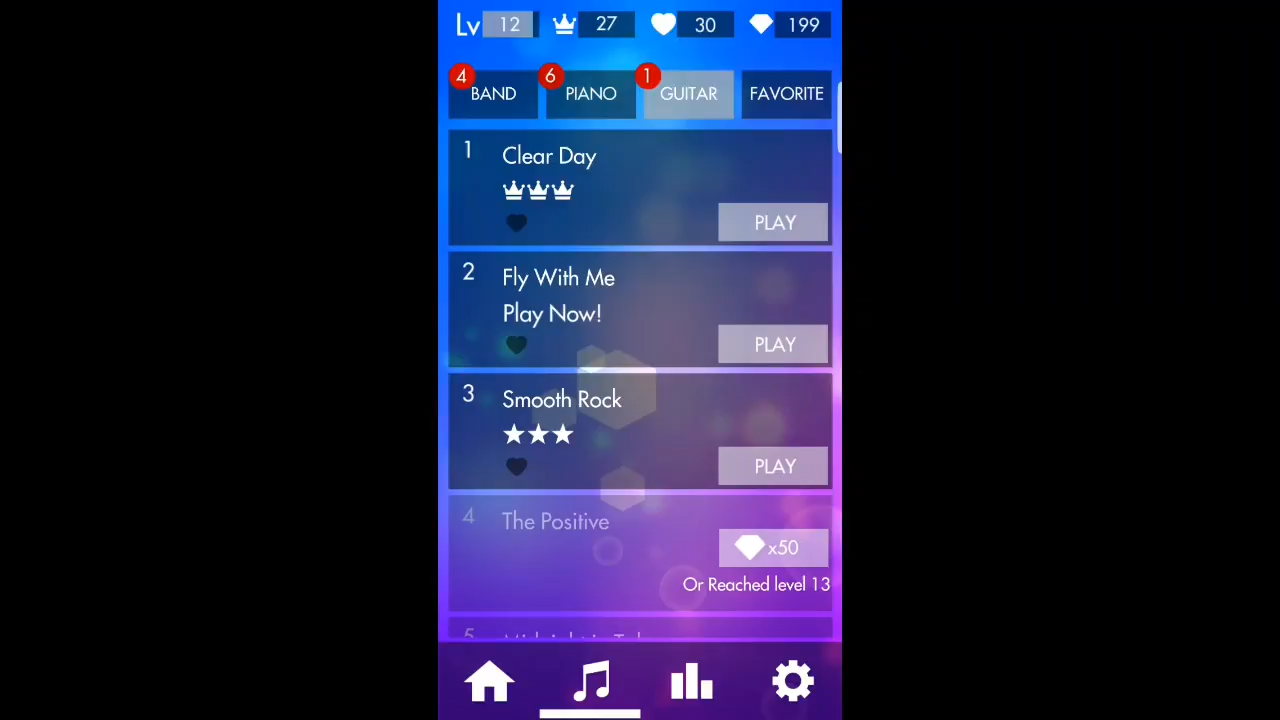 Lv 12 27 30 199
4 6 1
BAND PIANO GUITAR FAVORITE
1 Clear Day
PLAY
2 Fly With Me
Play Now!
PLAY
3 Smooth Rock
PLAY
4 The Positive
x50
Or Reached level 13
5